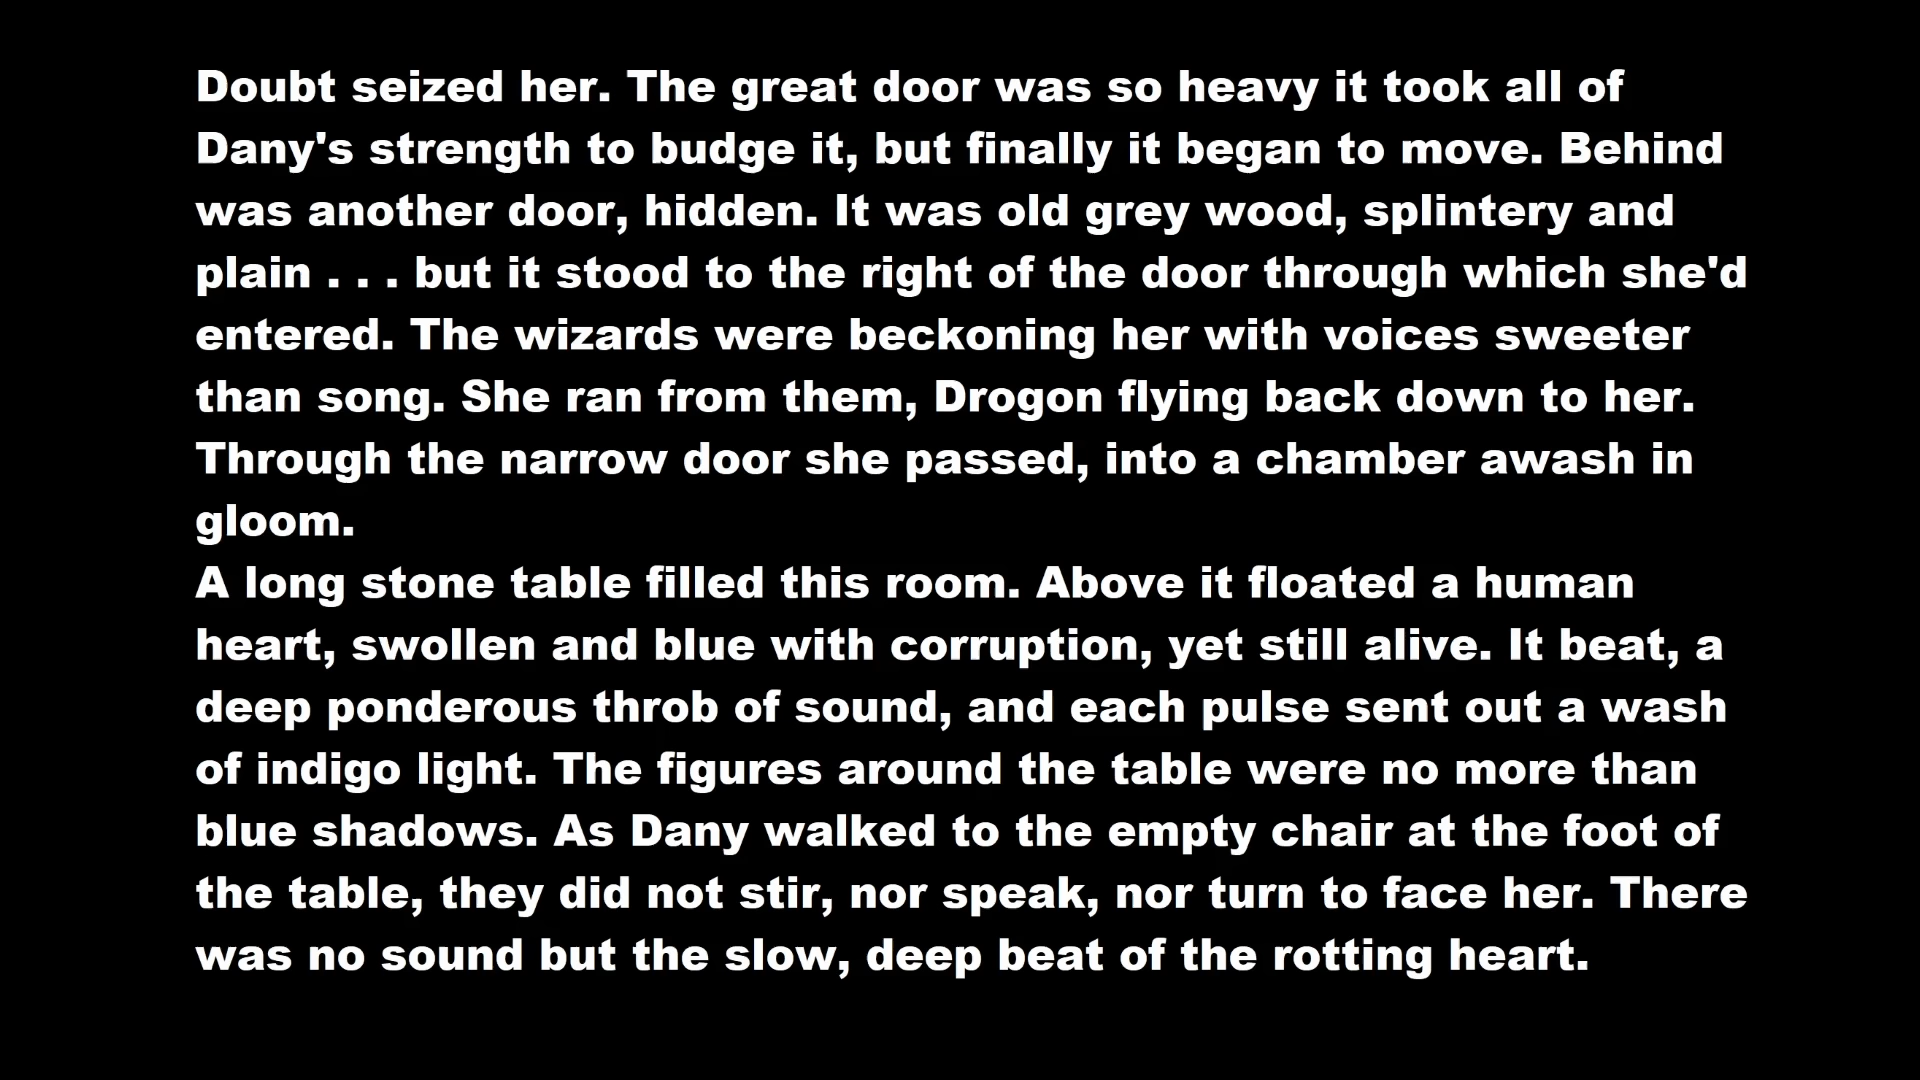 Doubt seized her. The great door was so heavy it took all of
Dany's strength to budge it, but finally it began to move. Behind
was another door, hidden. It was old grey wood, splintery and
plain . . . but it stood to the right of the door through which she'd
entered. The wizards were beckoning her with voices sweeter
than song. She ran from them, Drogon flying back down to her.
Through the narrow door she passed, into a chamber awash in
gloom.
A long stone table filled this room. Above it floated a human
heart, swollen and blue with corruption, yet still alive. It beat, a
deep ponderous throb of sound, and each pulse sent out a wash
of indigo light. The figures around the table were no more than
blue shadows. As Dany walked to the empty chair at the foot of
the table, they did not stir, nor speak, nor turn to face her. There
was no sound but the slow, deep beat of the rotting heart.